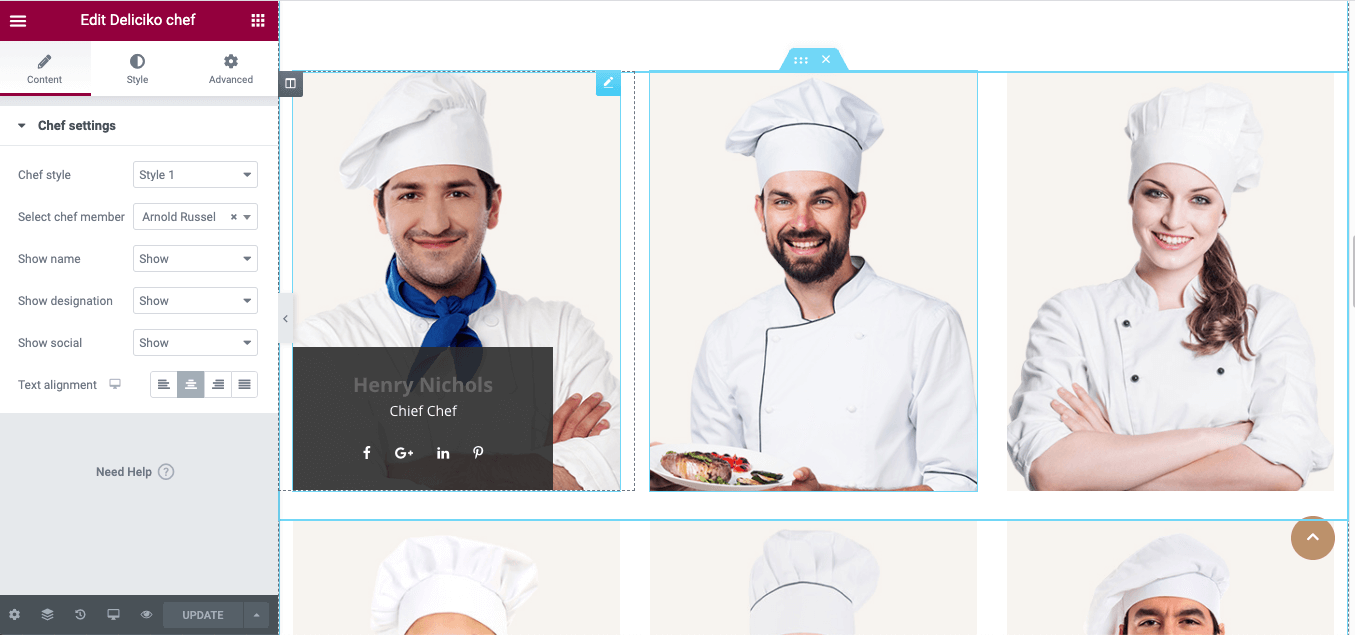 Edit Deliciko chef
Content
Style
Advanced
Chef settings
Chef style
Style 1
Select chef member
Arnold Russel
×
Show name
Show
Show designation
Show
Show social
Show
Text alignment
Need Help ?
UPDATE
Henry Nichols
Chief Chef
f G+ in